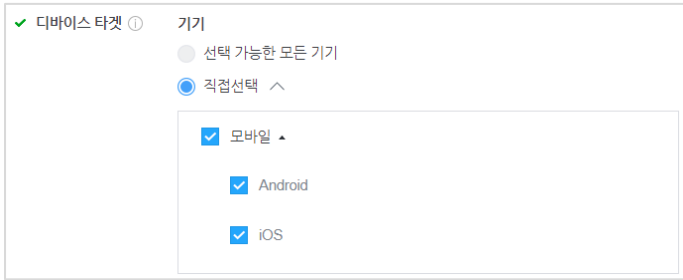 디바이스 타겟 ⓘ 기기
선택 가능한 모든 기기
직접선택
모바일
Android
iOS